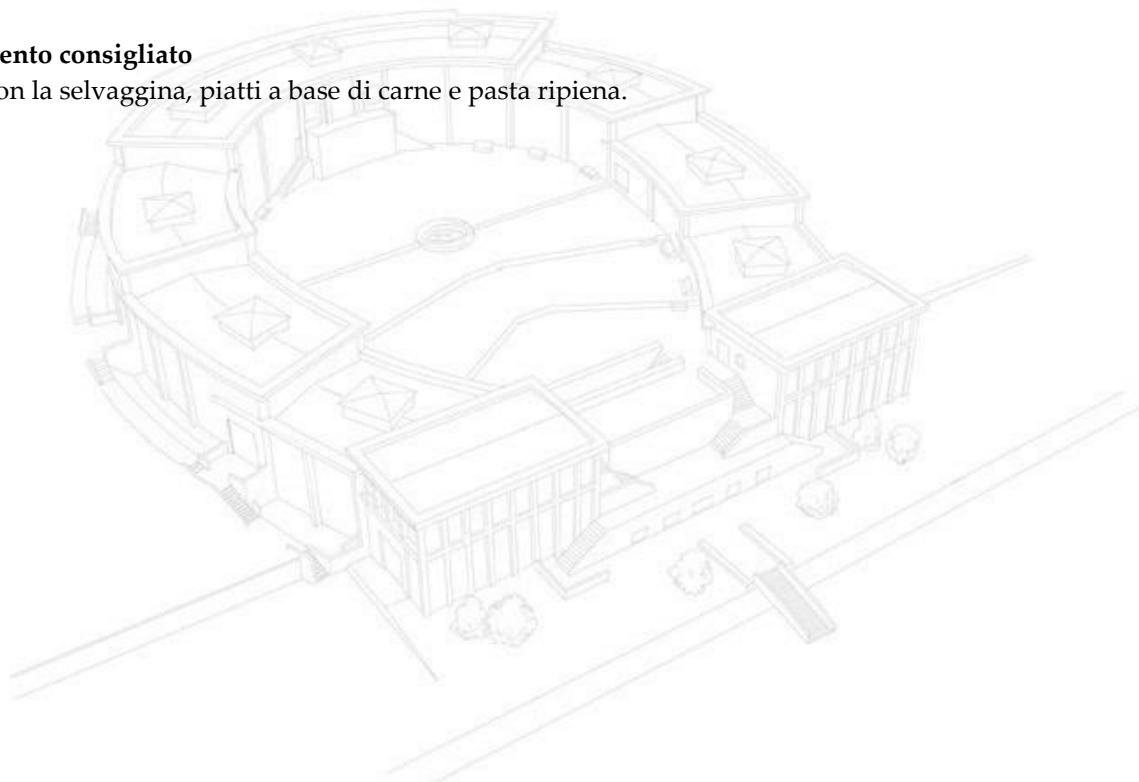 ento consigliato
on la selvaggina, piatti a base di carne e pasta ripiena.